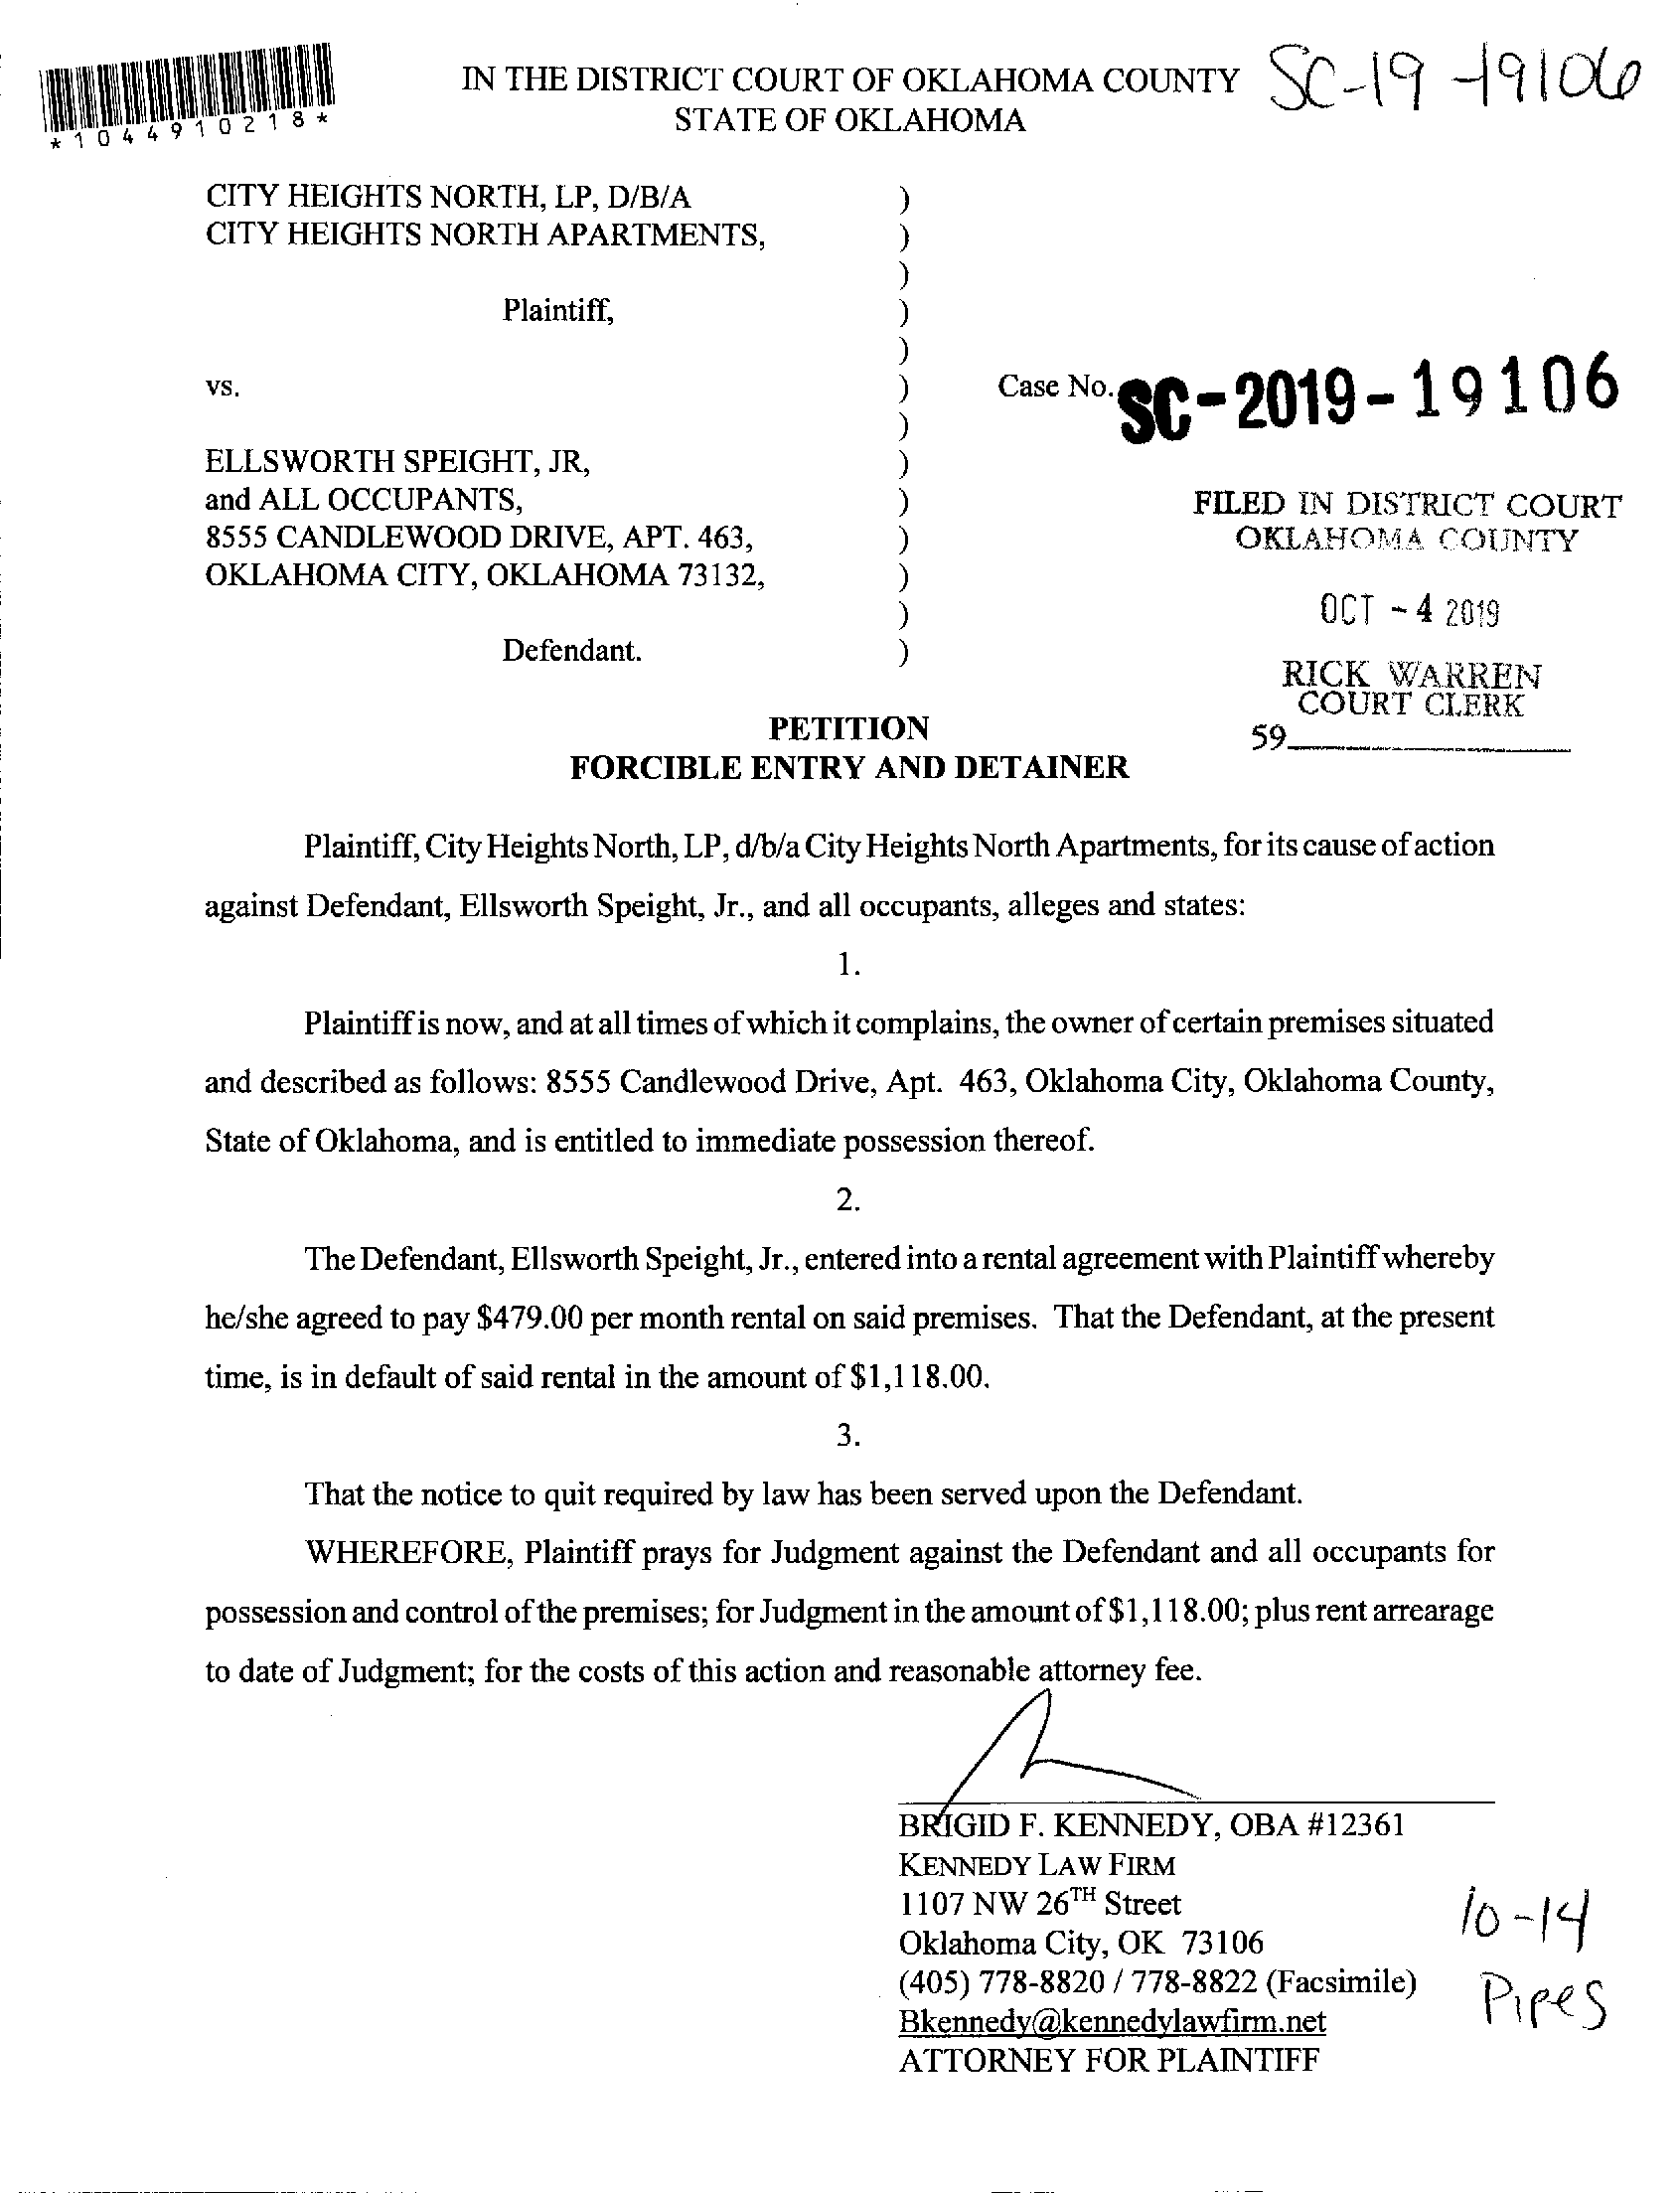 IN THE DISTRICT COURT OF OKLAHOMA COUNTY
STATE OF OKLAHOMA
SC-19-19106
*1044910218*
CITY HEIGHTS NORTH, LP, D/B/A )
CITY HEIGHTS NORTH APARTMENTS, )
)
Plaintiff, )
)
vs. ) Case No. SC-2019-19106
)
ELLSWORTH SPEIGHT, JR, )
and ALL OCCUPANTS, )
8555 CANDLEWOOD DRIVE, APT. 463, )
OKLAHOMA CITY, OKLAHOMA 73132, )
)
Defendant. )
FILED IN DISTRICT COURT
OKLAHOMA COUNTY
OCT -4 2019
RICK WARREN
COURT CLERK
59
PETITION
FORCIBLE ENTRY AND DETAINER
Plaintiff, City Heights North, LP, d/b/a City Heights North Apartments, for its cause of action
against Defendant, Ellsworth Speight, Jr., and all occupants, alleges and states:
1.
Plaintiff is now, and at all times of which it complains, the owner of certain premises situated
and described as follows: 8555 Candlewood Drive, Apt. 463, Oklahoma City, Oklahoma County,
State of Oklahoma, and is entitled to immediate possession thereof.
2.
The Defendant, Ellsworth Speight, Jr., entered into a rental agreement with Plaintiff whereby
he/she agreed to pay $479.00 per month rental on said premises. That the Defendant, at the present
time, is in default of said rental in the amount of $1,118.00.
3.
That the notice to quit required by law has been served upon the Defendant.
WHEREFORE, Plaintiff prays for Judgment against the Defendant and all occupants for
possession and control of the premises; for Judgment in the amount of $1,118.00; plus rent arrearage
to date of Judgment; for the costs of this action and reasonable attorney fee.
BRIGID F. KENNEDY, OBA #12361
KENNEDY LAW FIRM
1107 NW 26TH Street
Oklahoma City, OK 73106
(405) 778-8820 / 778-8822 (Facsimile)
Bkennedy@kennedylawfirm.net
ATTORNEY FOR PLAINTIFF
10-14
Pipes